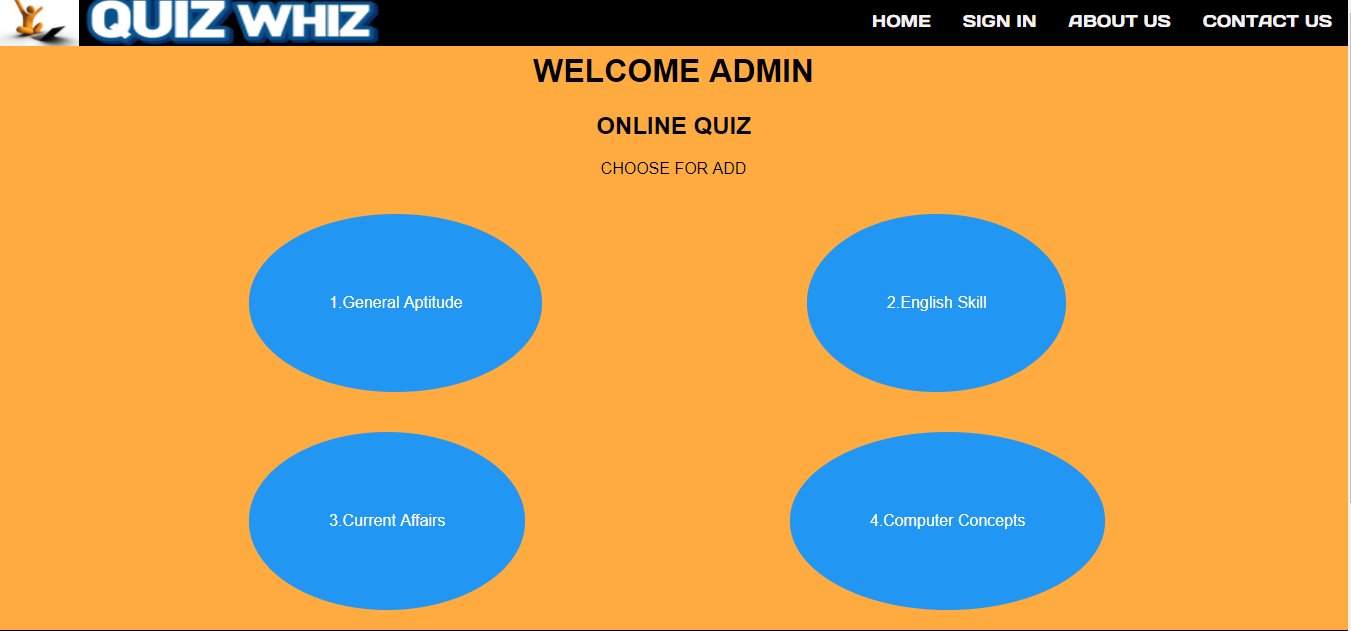 QUIZ WHIZ
HOME SIGN IN ABOUT US CONTACT US
WELCOME ADMIN
ONLINE QUIZ
CHOOSE FOR ADD
1.General Aptitude
2.English Skill
3.Current Affairs
4.Computer Concepts